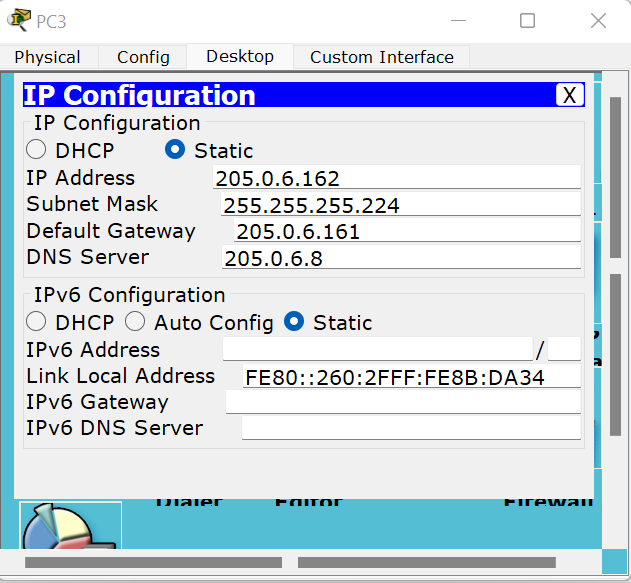 PC3
Physical Config Desktop Custom Interface
IP Configuration X
IP Configuration
DHCP Static
IP Address 205.0.6.162
Subnet Mask 255.255.255.224
Default Gateway 205.0.6.161
DNS Server 205.0.6.8
IPv6 Configuration
DHCP Auto Config Static
IPv6 Address /
Link Local Address FE80::260:2FFF:FE8B:DA34
IPv6 Gateway
IPv6 DNS Server
Dialer Editor Firewall